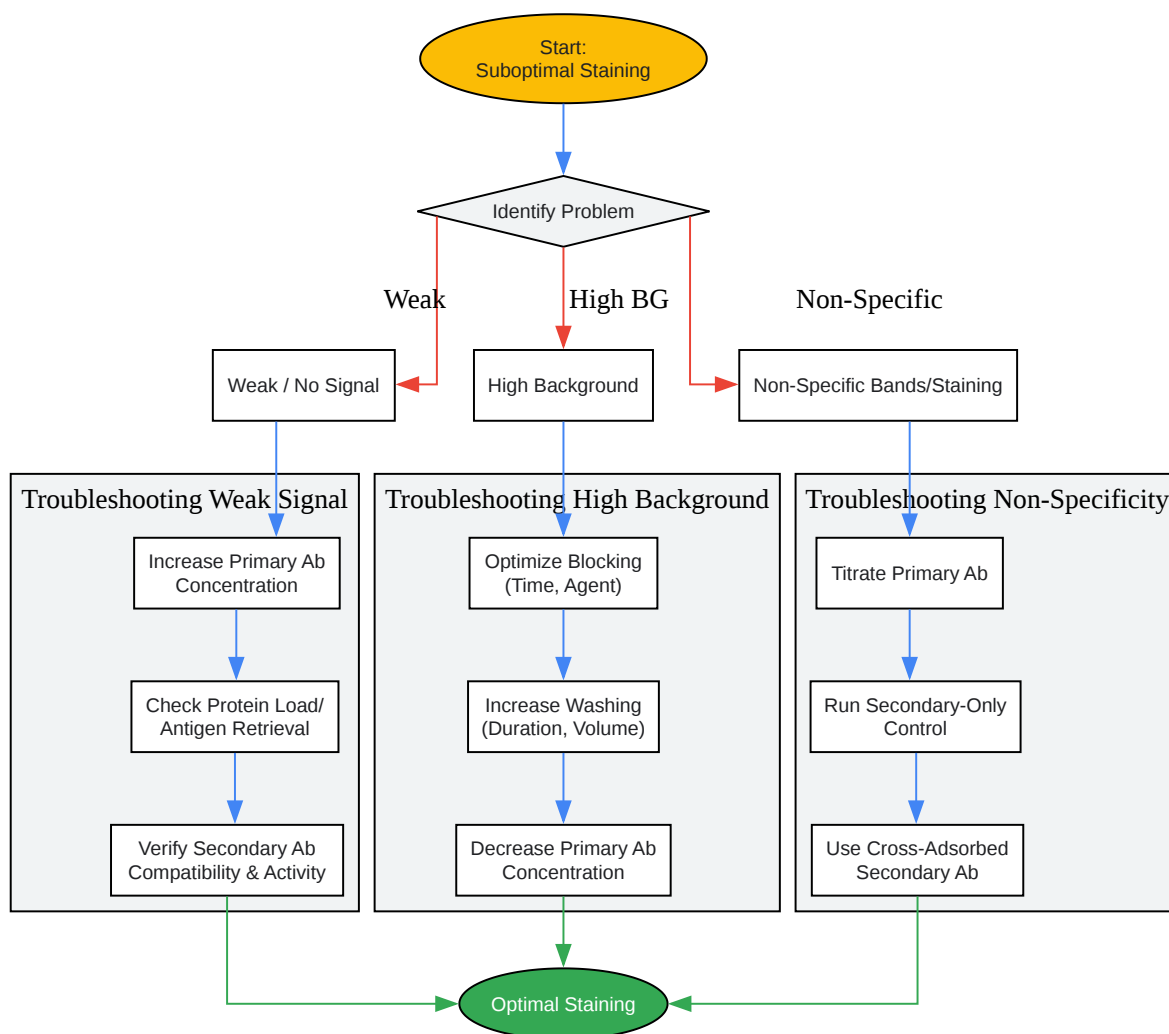 Start:
Suboptimal Staining
Identify Problem
Weak
High BG
Non-Specific
Weak / No Signal
High Background
Non-Specific Bands/Staining
Troubleshooting Weak Signal
Troubleshooting High Background
Troubleshooting Non-Specificity
Increase Primary Ab
Concentration
Optimize Blocking
(Time, Agent)
Titrate Primary Ab
Check Protein Load/
Antigen Retrieval
Increase Washing
(Duration, Volume)
Run Secondary-Only
Control
Verify Secondary Ab
Compatibility & Activity
Decrease Primary Ab
Concentration
Use Cross-Adsorbed
Secondary Ab
Optimal Staining